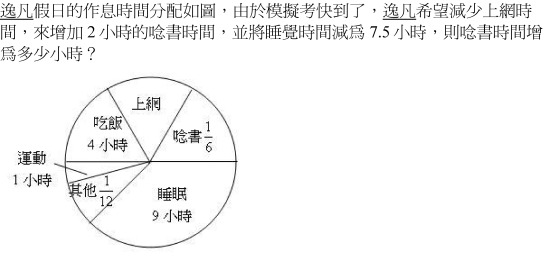 逸凡假日的作息時間分配如圖，由於模擬考快到了，逸凡希望減少上網時
間，來增加 2 小時的唸書時間，並將睡覺時間減為 7.5 小時，則唸書時間增
為多少小時？
上網
吃飯
4 小時
唸書 1/6
運動
1 小時
其他 1/12
睡眠
9 小時